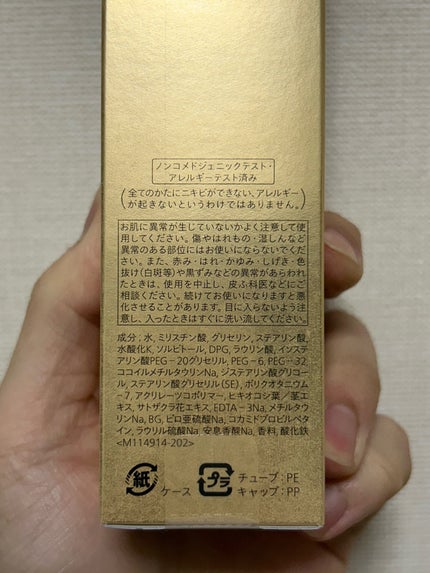 ノンコメドジェニックテスト・
アレルギーテスト済み
(全てのかたにニキビができない、アレルギー
が起きないというわけではありません。)
お肌に異常が生じていないかよく注意して使
用してください。傷やはれもの・湿しんなど
異常のある部位にはお使いにならないでくだ
さい。また、赤み・はれ・かゆみ・しげき・色
抜け(白斑等)や黒ずみなどの異常があらわれ
たときは、使用を中止し、皮ふ科医などにご
相談ください。続けてお使いになりますと悪
化させることがあります。目に入らないよう注
意し、入ったときはすぐに洗い流してください。
成分：水,ミリスチン酸,グリセリン,ステアリン酸,
水酸化K,ソルビトール,DPG,ラウリン酸,イソステ
アリン酸PEG－20グリセリル,PEG－6,PEG－32,
ココイルメチルタウリンNa,ジステアリン酸グリコー
ル,ステアリン酸グリセリル(SE),ポリクオタニウム
－7,アクリレーツコポリマー,ヒキオコシ葉／茎エ
キス,サトザクラ花エキス,EDTA－3Na,メチルタウ
リンNa,BG,ピロ亜硫酸Na,コカミドプロピルベタ
イン,ラウリル硫酸Na,安息香酸Na,香料,酸化鉄
<M114914-202>
紙 ケース プラ チューブ：PE
キャップ：PP